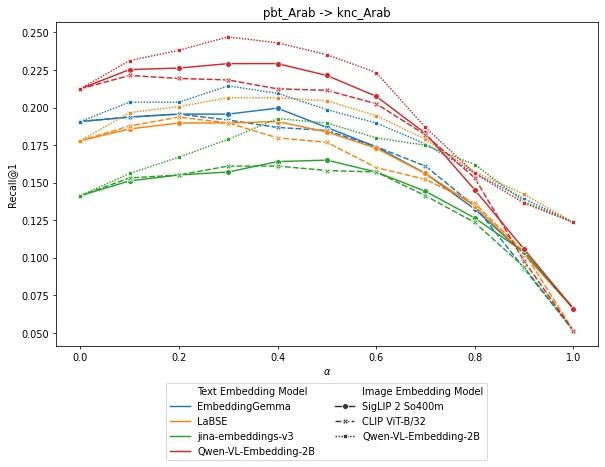 pbt_Arab -> knc_Arab
Recall@1
0.250
0.225
0.200
0.175
0.150
0.125
0.100
0.075
0.050
0.0 0.2 0.4 0.6 0.8 1.0
α
Text Embedding Model
EmbeddingGemma
LaBSE
jina-embeddings-v3
Qwen-VL-Embedding-2B
Image Embedding Model
SigLIP 2 So400m
CLIP ViT-B/32
Qwen-VL-Embedding-2B